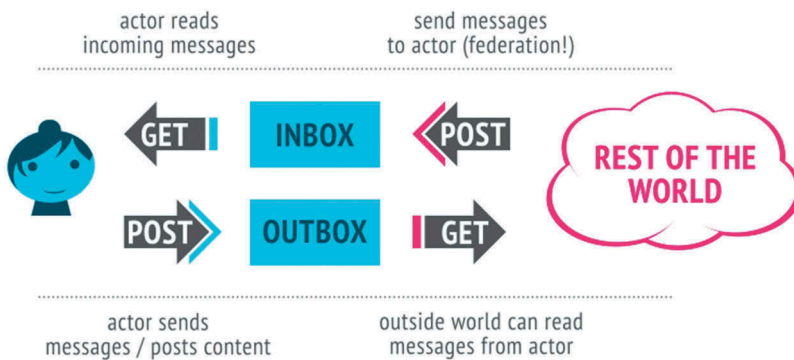 actor reads
incoming messages
send messages
to actor (federation!)
GET
INBOX
POST
REST OF THE
WORLD
POST
OUTBOX
GET
actor sends
messages / posts content
outside world can read
messages from actor